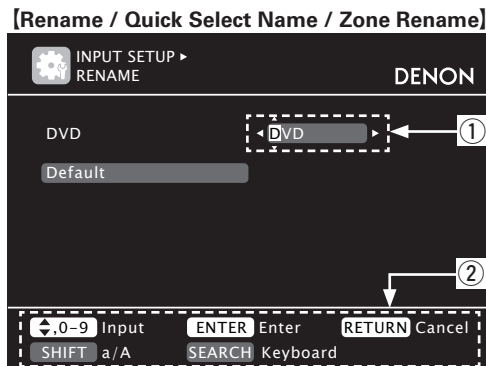 【Rename / Quick Select Name / Zone Rename】
INPUT SETUP ▸
RENAME
DENON
DVD ◂ DVD ▸ ①
Default
②
,0–9 Input ENTER Enter RETURN Cancel
SHIFT a/A SEARCH Keyboard